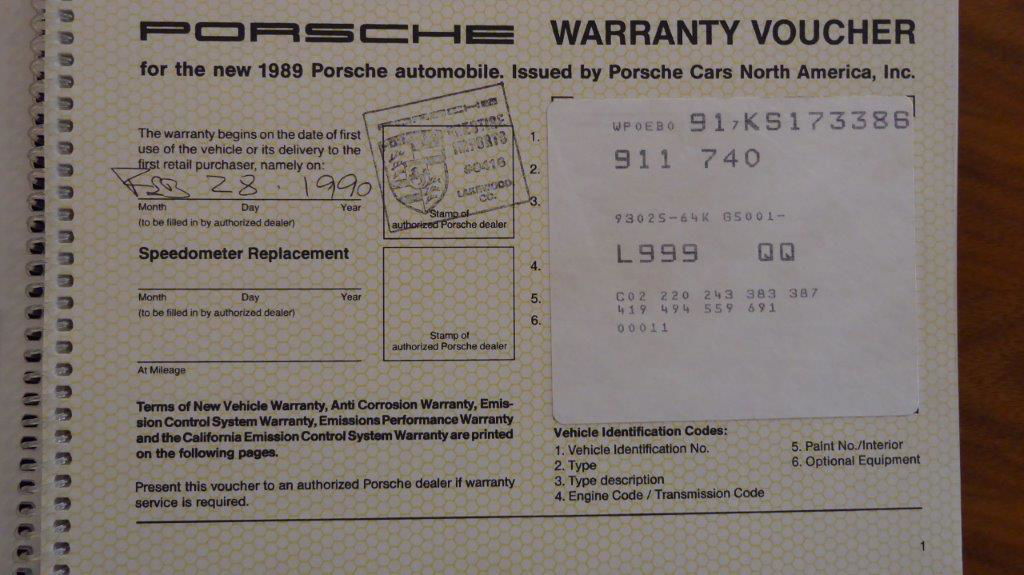 PORSCHE WARRANTY VOUCHER
for the new 1989 Porsche automobile. Issued by Porsche Cars North America, Inc.
The warranty begins on the date of first
use of the vehicle or its delivery to the
first retail purchaser, namely on:
FEB 28. 1990
Month Day Year
(to be filled in by authorized dealer)
PORSCHE
PRESTIGE
IMPORTS
LAKEWOOD
CO.
Stamp of
authorized Porsche dealer
Speedometer Replacement
Month Day Year
(to be filled in by authorized dealer)
At Mileage
Stamp of
authorized Porsche dealer
1.
2.
3.
4.
5.
6.
WP0EB0 917KS173386
911 740
93025-64K G5001-
L999 QQ
C02 220 243 383 387
419 494 559 691
00011
Terms of New Vehicle Warranty, Anti Corrosion Warranty, Emis-
sion Control System Warranty, Emissions Performance Warranty
and the California Emission Control System Warranty are printed
on the following pages.
Present this voucher to an authorized Porsche dealer if warranty
service is required.
Vehicle Identification Codes:
1. Vehicle Identification No.
2. Type
3. Type description
4. Engine Code / Transmission Code
5. Paint No./Interior
6. Optional Equipment
1